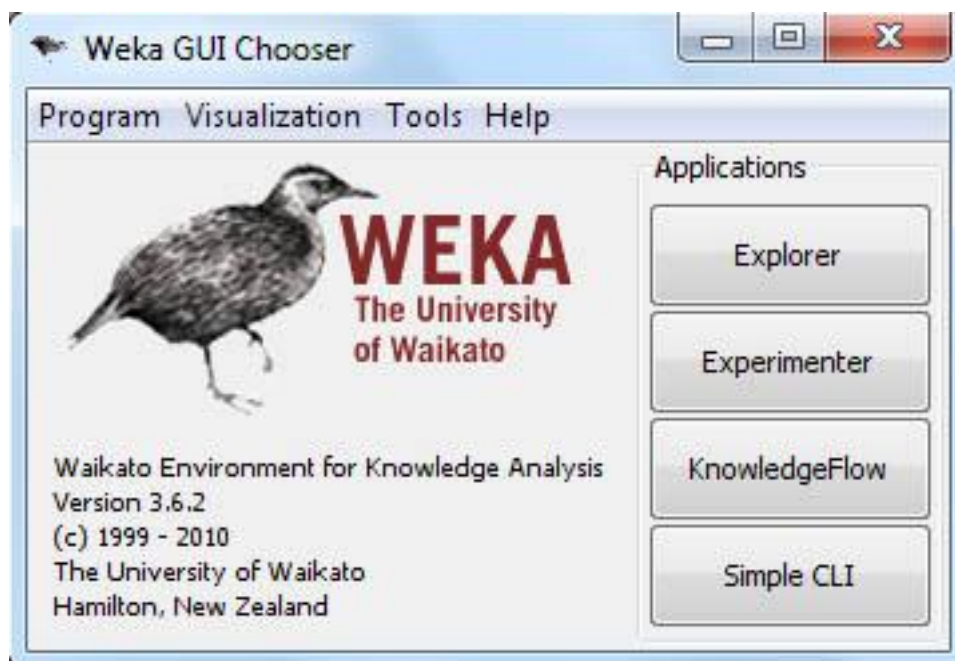 Weka GUI Chooser
Program Visualization Tools Help
WEKA
The University
of Waikato
Waikato Environment for Knowledge Analysis
Version 3.6.2
(c) 1999 - 2010
The University of Waikato
Hamilton, New Zealand
Applications
Explorer
Experimenter
KnowledgeFlow
Simple CLI